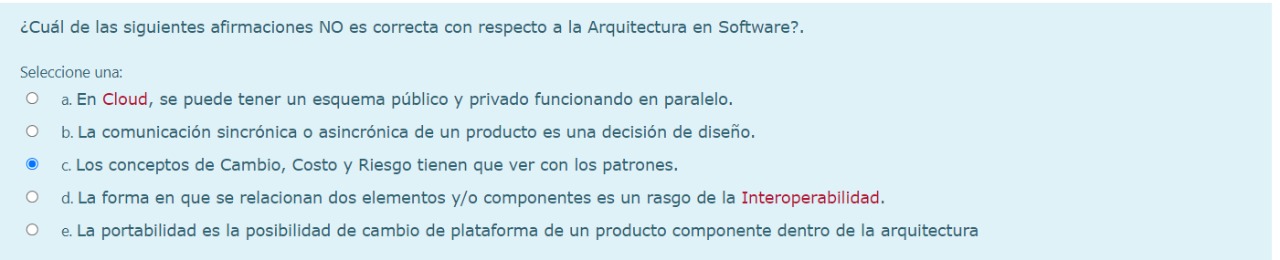 ¿Cuál de las siguientes afirmaciones NO es correcta con respecto a la Arquitectura en Software?.
Seleccione una:
a. En Cloud, se puede tener un esquema público y privado funcionando en paralelo.
b. La comunicación sincrónica o asincrónica de un producto es una decisión de diseño.
c. Los conceptos de Cambio, Costo y Riesgo tienen que ver con los patrones.
d. La forma en que se relacionan dos elementos y/o componentes es un rasgo de la Interoperabilidad.
e. La portabilidad es la posibilidad de cambio de plataforma de un producto componente dentro de la arquitectura